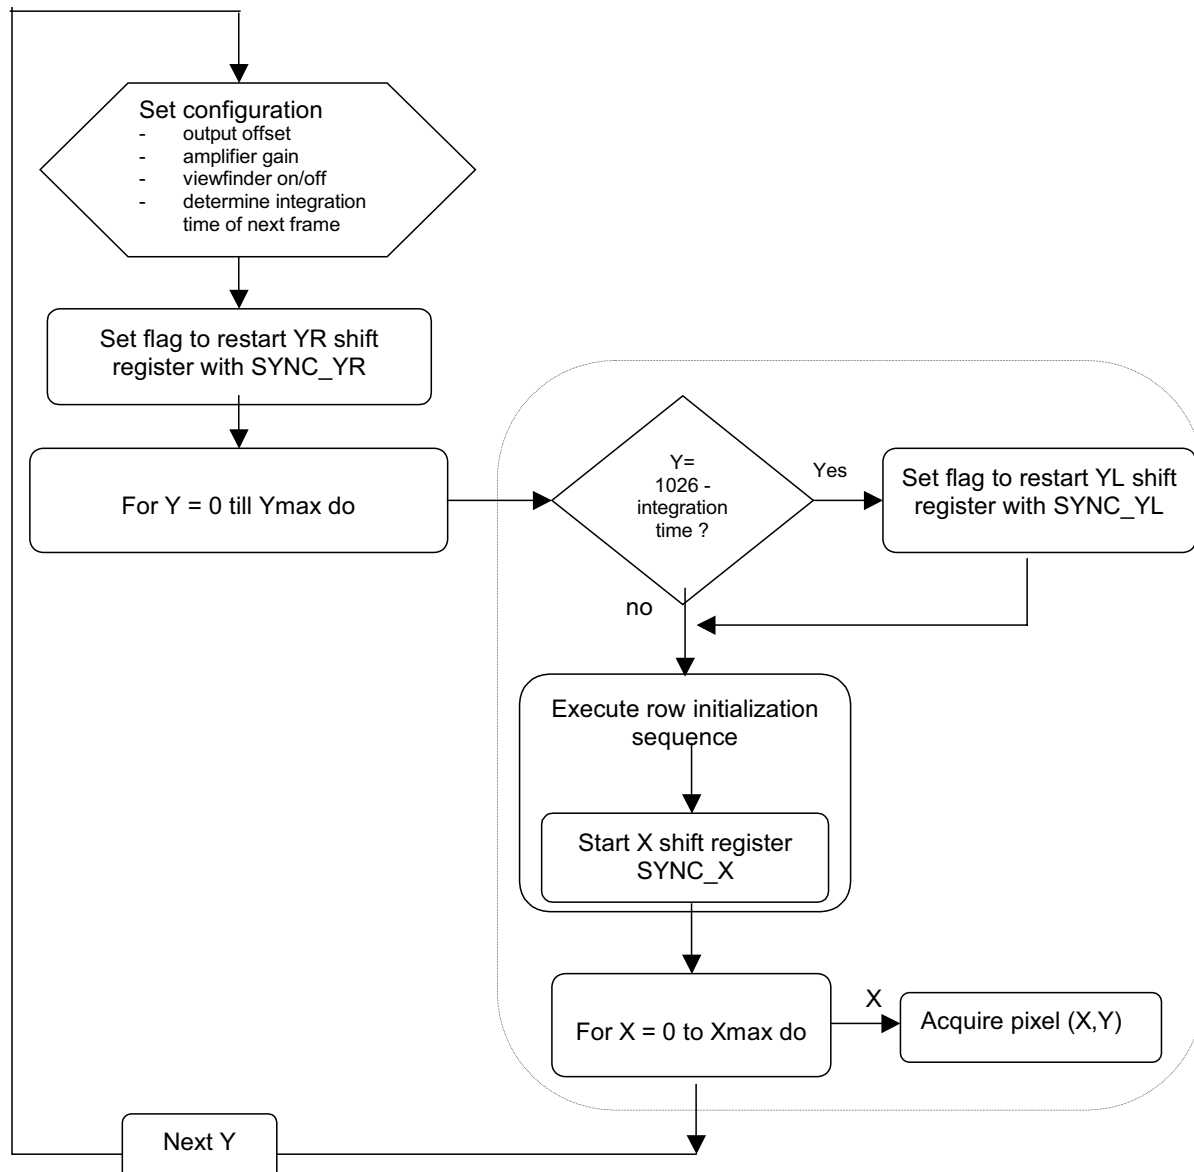 Set configuration
- output offset
- amplifier gain
- viewfinder on/off
- determine integration
time of next frame
Set flag to restart YR shift
register with SYNC_YR
For Y = 0 till Ymax do
Y=
1026 -
integration
time ?
Yes
Set flag to restart YL shift
register with SYNC_YL
no
Execute row initialization
sequence
Start X shift register
SYNC_X
For X = 0 to Xmax do
X
Acquire pixel (X,Y)
Next Y